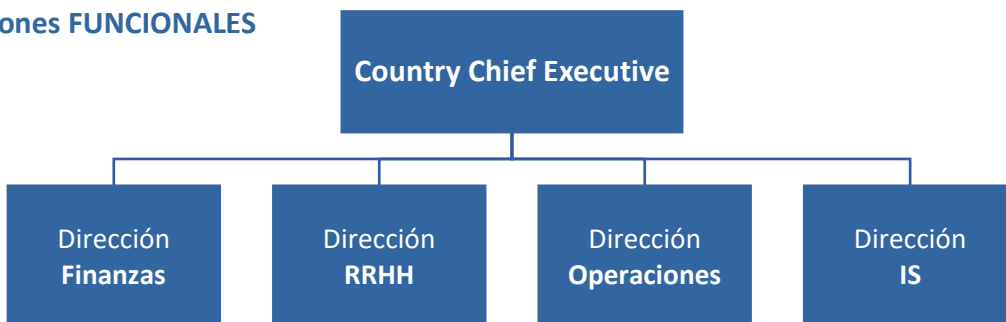 ones FUNCIONALES
Country Chief Executive
Dirección
Finanzas
Dirección
RRHH
Dirección
Operaciones
Dirección
IS